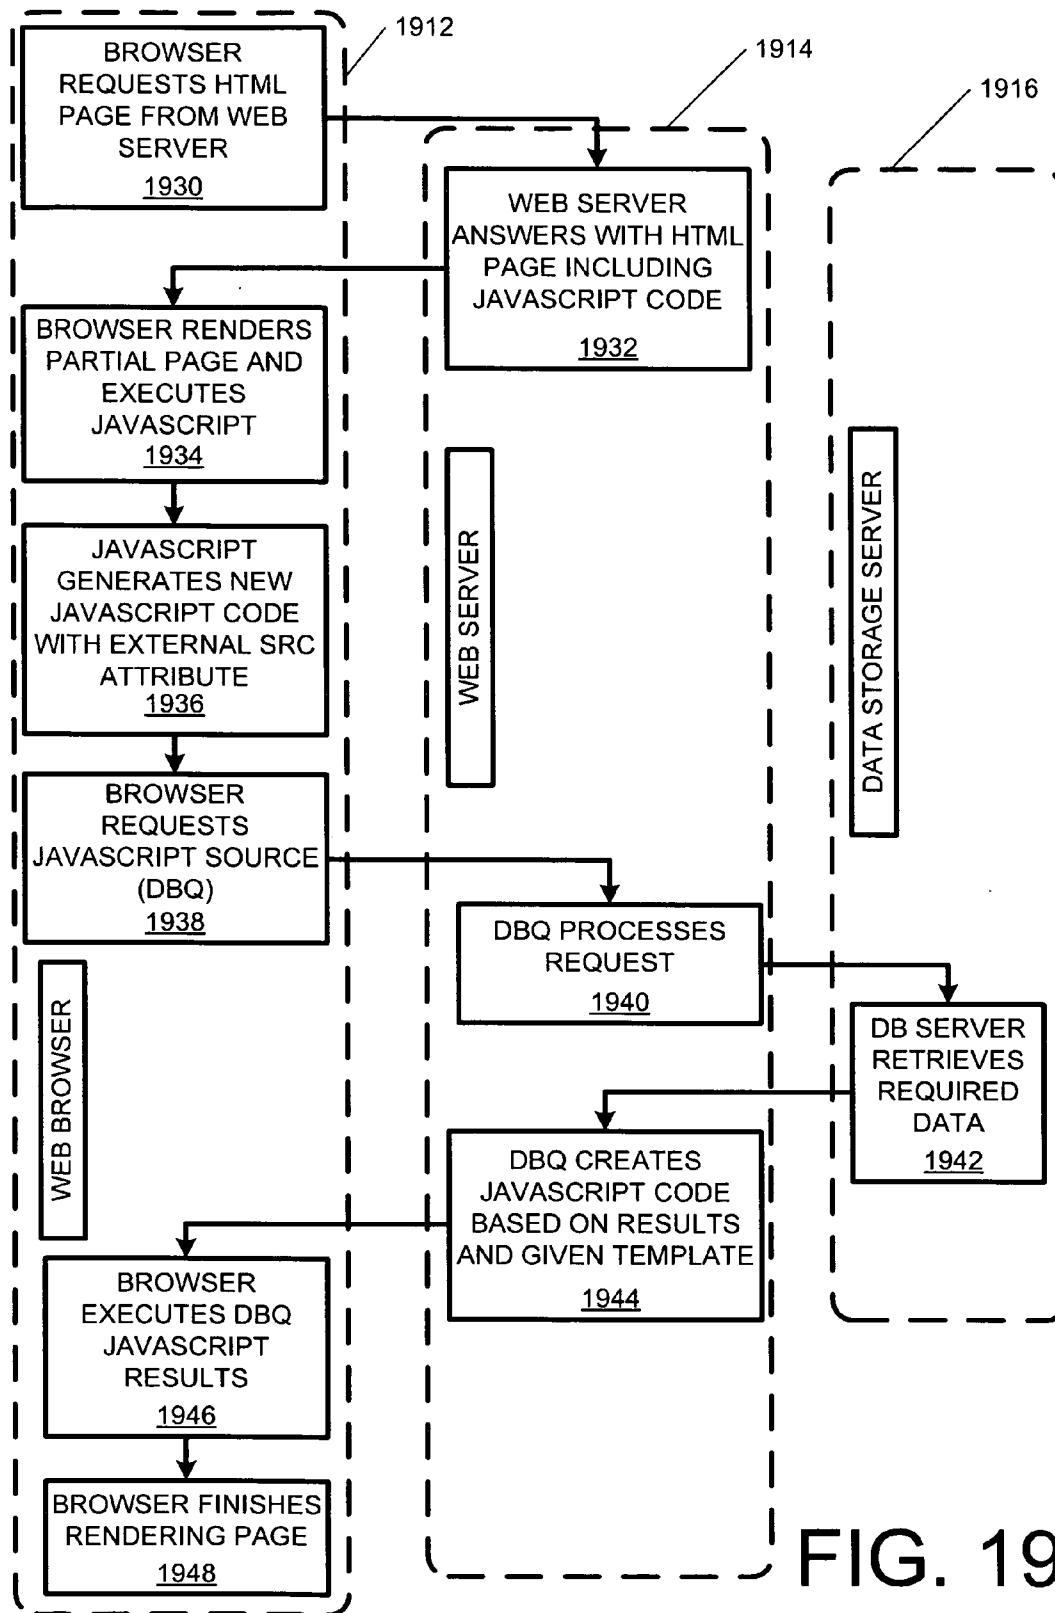 1912
1914
1916
BROWSER
REQUESTS HTML
PAGE FROM WEB
SERVER
1930
WEB SERVER
ANSWERS WITH HTML
PAGE INCLUDING
JAVASCRIPT CODE
1932
BROWSER RENDERS
PARTIAL PAGE AND
EXECUTES
JAVASCRIPT
1934
JAVASCRIPT
GENERATES NEW
JAVASCRIPT CODE
WITH EXTERNAL SRC
ATTRIBUTE
1936
WEB SERVER
DATA STORAGE SERVER
BROWSER
REQUESTS
JAVASCRIPT SOURCE
(DBQ)
1938
DBQ PROCESSES
REQUEST
1940
DB SERVER
RETRIEVES
REQUIRED
DATA
1942
WEB BROWSER
DBQ CREATES
JAVASCRIPT CODE
BASED ON RESULTS
AND GIVEN TEMPLATE
1944
BROWSER
EXECUTES DBQ
JAVASCRIPT
RESULTS
1946
BROWSER FINISHES
RENDERING PAGE
1948
FIG. 19